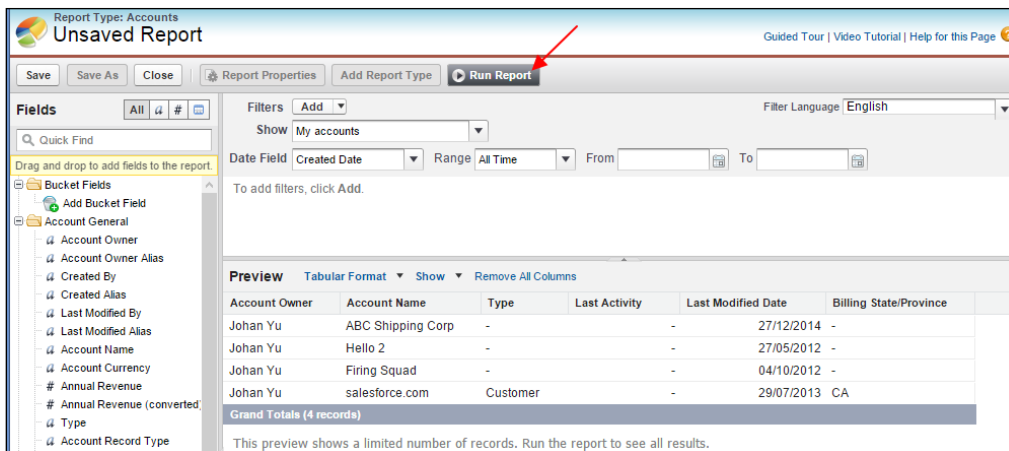 Report Type: Accounts
Unsaved Report
Guided Tour | Video Tutorial | Help for this Page
Save Save As Close Report Properties Add Report Type Run Report
Fields All a # Filters Add Filter Language English
Quick Find Show My accounts
Drag and drop to add fields to the report. Date Field Created Date Range All Time From To
Bucket Fields To add filters, click Add.
Add Bucket Field
Account General
a Account Owner
a Account Owner Alias
a Created By
a Created Alias
a Last Modified By
a Last Modified Alias
a Account Name
a Account Currency
# Annual Revenue
# Annual Revenue (converted)
a Type
a Account Record Type
Preview Tabular Format Show Remove All Columns
Account Owner Account Name Type Last Activity Last Modified Date Billing State/Province
Johan Yu ABC Shipping Corp - - 27/12/2014 -
Johan Yu Hello 2 - - 27/05/2012 -
Johan Yu Firing Squad - - 04/10/2012 -
Johan Yu salesforce.com Customer - 29/07/2013 CA
Grand Totals (4 records)
This preview shows a limited number of records. Run the report to see all results.